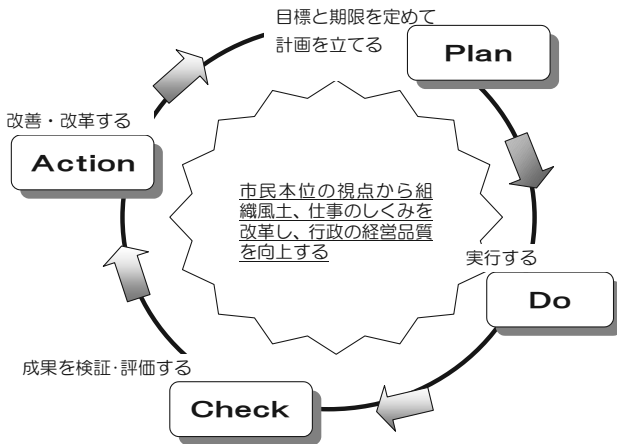 目標と期限を定めて
計画を立てる
Plan
改善・改革する
Action
市民本位の視点から組
織風土、仕事のしくみを
改革し、行政の経営品質
を向上する
実行する
Do
成果を検証・評価する
Check